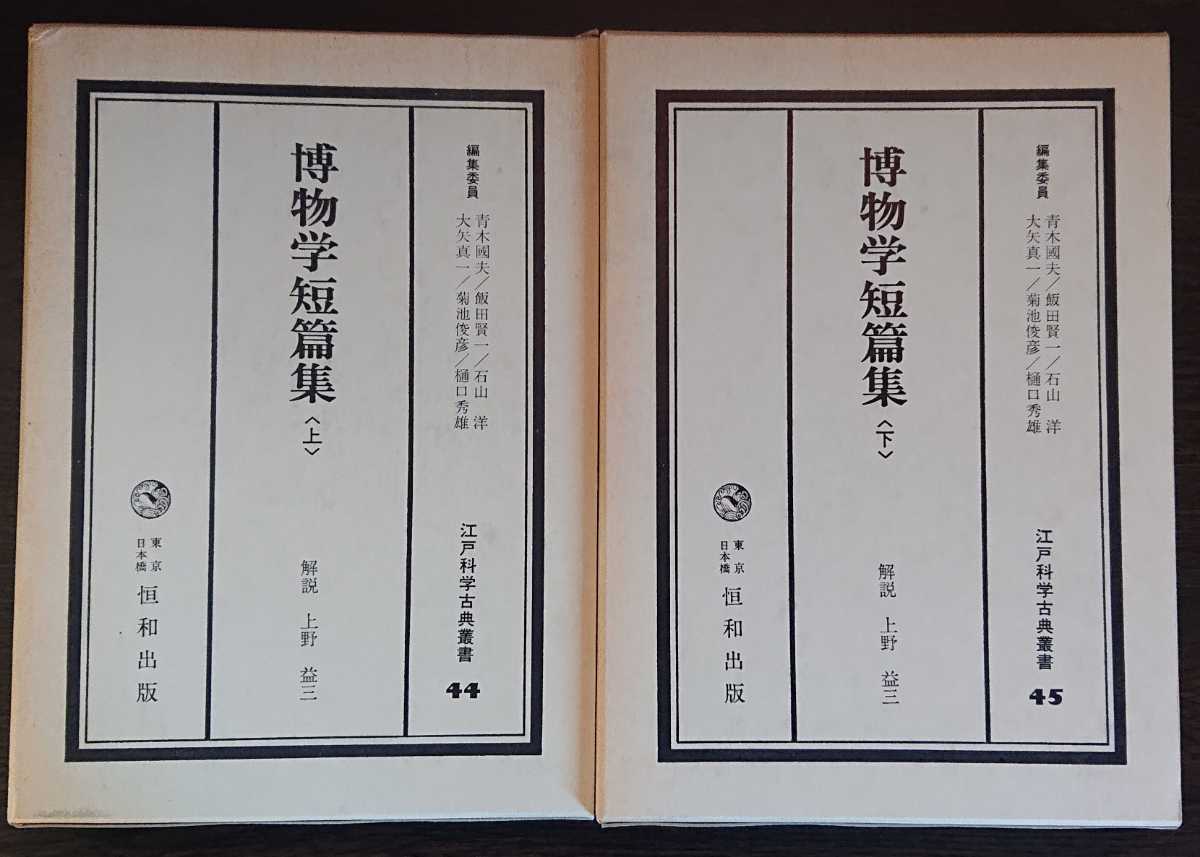 編集委員
青木國夫/飯田賢一/石山 洋
大矢真一/菊池俊彦/樋口秀雄
江戸科学古典叢書
44
博物学短篇集〈上〉
解説 上野 益三
東京
日本橋
恒和出版
編集委員
青木國夫/飯田賢一/石山 洋
大矢真一/菊池俊彦/樋口秀雄
江戸科学古典叢書
45
博物学短篇集〈下〉
解説 上野 益三
東京
日本橋
恒和出版